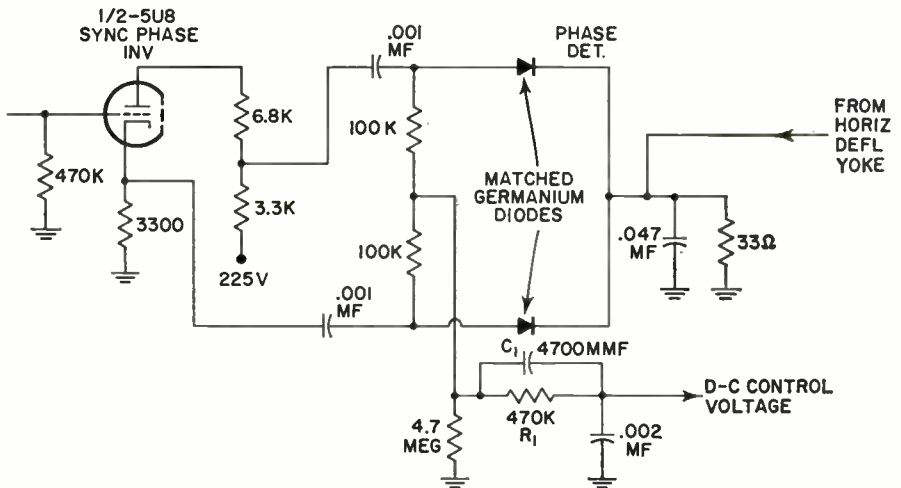 1/2-5U8
SYNC PHASE
INV
.001
MF
PHASE
DET.
6.8K
100K
FROM
HORIZ
DEFL
YOKE
470K
3300
3.3K
225V
MATCHED
GERMANIUM
DIODES
100K
.047
MF
33Ω
.001
MF
C1 4700MMF
470K
R1
D-C CONTROL
VOLTAGE
4.7
MEG
.002
MF